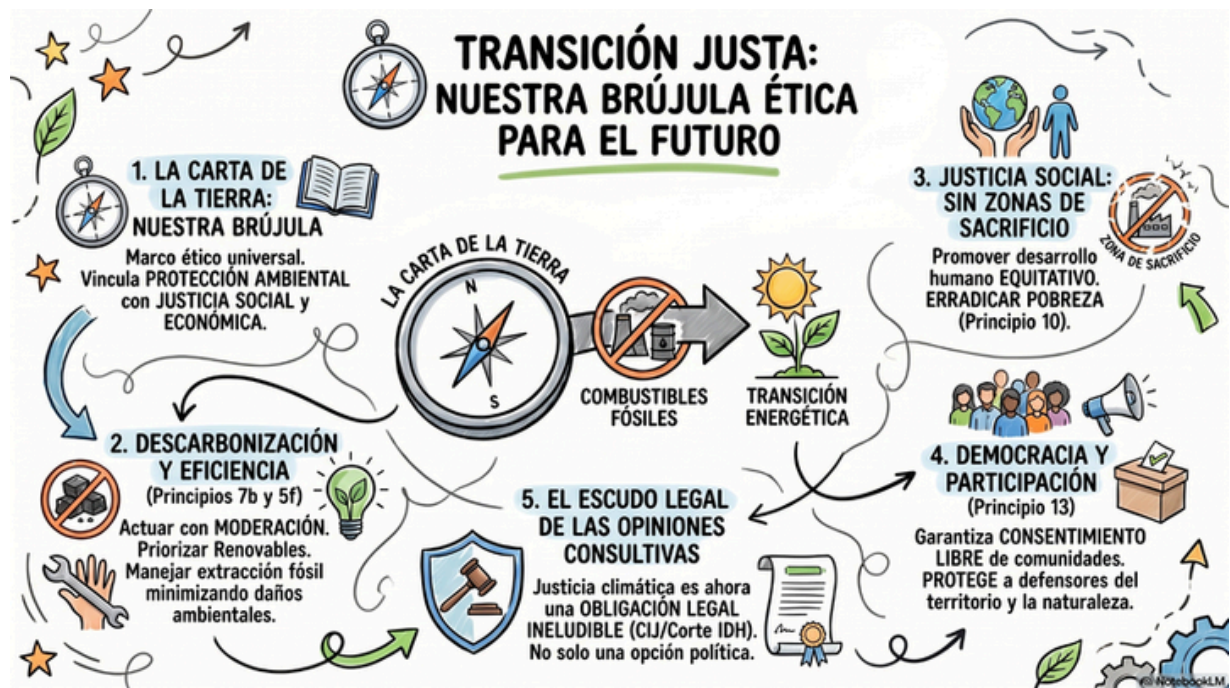 TRANSICIÓN JUSTA:
NUESTRA BRÚJULA ÉTICA
PARA EL FUTURO
1. LA CARTA DE
LA TIERRA:
NUESTRA BRÚJULA
Marco ético universal.
Vincula PROTECCIÓN AMBIENTAL
con JUSTICIA SOCIAL y
ECONÓMICA.
2. DESCARBONIZACIÓN
Y EFICIENCIA
(Principios 7b y 5f)
Actuar con MODERACIÓN.
Priorizar Renovables.
Manejar extracción fósil
minimizando daños
ambientales.
LA CARTA DE LA TIERRA
N
S
COMBUSTIBLES
FÓSILES
TRANSICIÓN
ENERGÉTICA
3. JUSTICIA SOCIAL:
SIN ZONAS DE
SACRIFICIO
ZONA DE SACRIFICIO
Promover desarrollo
humano EQUITATIVO.
ERRADICAR POBREZA
(Principio 10).
4. DEMOCRACIA Y
PARTICIPACIÓN
(Principio 13)
Garantiza CONSENTIMIENTO
LIBRE de comunidades.
PROTEGE a defensores del
territorio y la naturaleza.
5. EL ESCUDO LEGAL
DE LAS OPINIONES
CONSULTIVAS
Justicia climática es ahora
una OBLIGACIÓN LEGAL
INELUDIBLE (CIJ/Corte IDH).
No solo una opción política.
NotebookLM